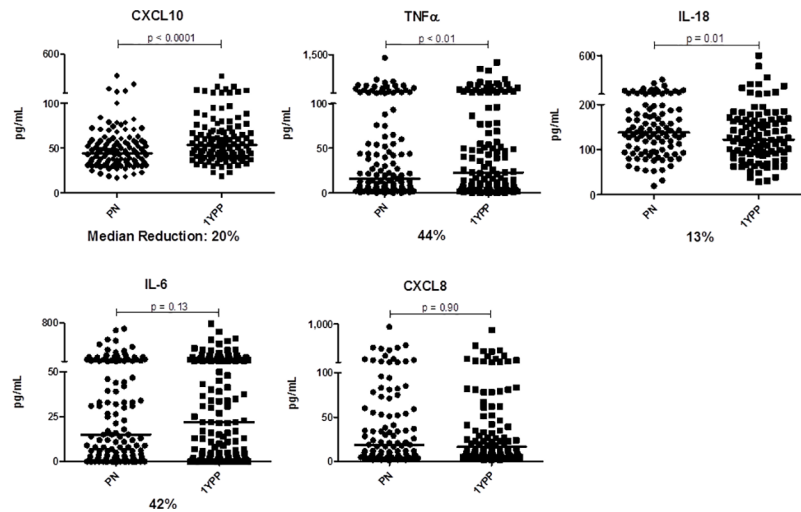 CXCL10
p < 0.0001
600
100
50
0
pg/mL
PN
1YPP
Median Reduction: 20%
TNFα
p < 0.01
1,500
100
50
0
pg/mL
PN
1YPP
44%
IL-18
p = 0.01
600
200
100
0
pg/mL
PN
1YPP
13%
IL-6
p = 0.13
800
50
25
0
pg/mL
PN
1YPP
42%
CXCL8
p = 0.90
1,000
100
50
0
pg/mL
PN
1YPP